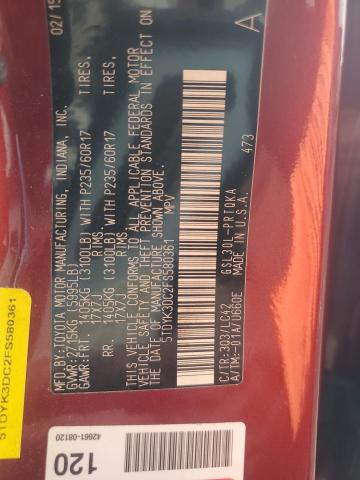 02/15
A
MFD.BY:TOYOTA MOTOR MANUFACTURING, INDIANA, INC.
GVWR: 2715KG (5995LB)
GAWR:FRT. 1405KG (3100LB) WITH P235/60R17 TIRES,
17X7J RIMS,
RR. 1405KG (3100LB) WITH P235/60R17 TIRES,
17X7J RIMS,
THIS VEHICLE CONFORMS TO ALL APPLICABLE FEDERAL MOTOR
VEHICLE SAFETY AND THEFT PREVENTION STANDARDS IN EFFECT ON
THE DATE OF MANUFACTURE SHOWN ABOVE.
5TDYK3DC2FS580361 MPV
473
C/TR:3Q3/LC42 GSL30L-PRTQKA
A/TM:-01A/U660E
MADE IN U.S.A.
5TDYK3DC2FS580361
42661-08120
120